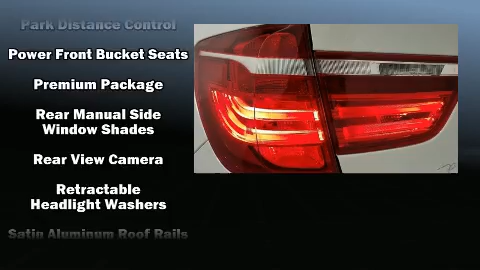 Park Distance Control
Power Front Bucket Seats
Premium Package
Rear Manual Side
Window Shades
Rear View Camera
Retractable
Headlight Washers
Satin Aluminum Roof Rails